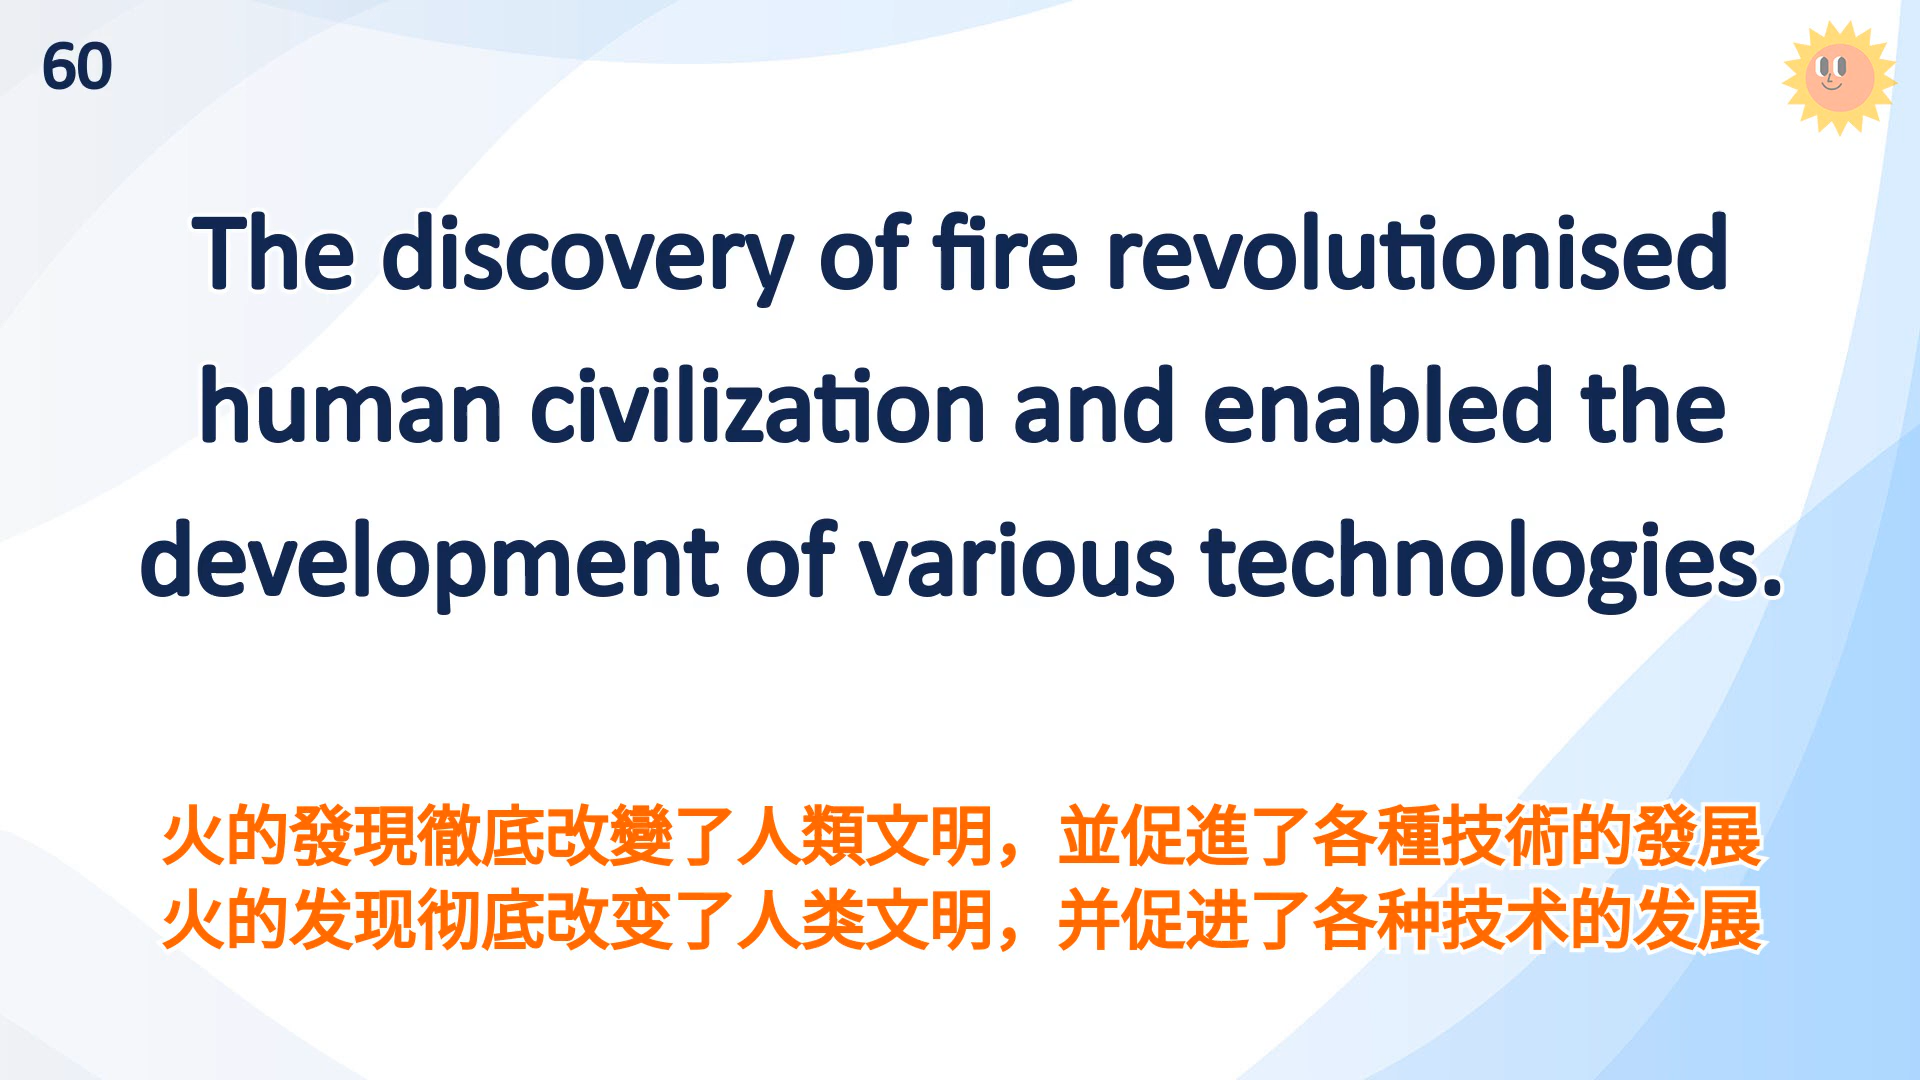 60
The discovery of fire revolutionised
human civilization and enabled the
development of various technologies.
火的發現徹底改變了人類文明，並促進了各種技術的發展
火的发现彻底改变了人类文明，并促进了各种技术的发展